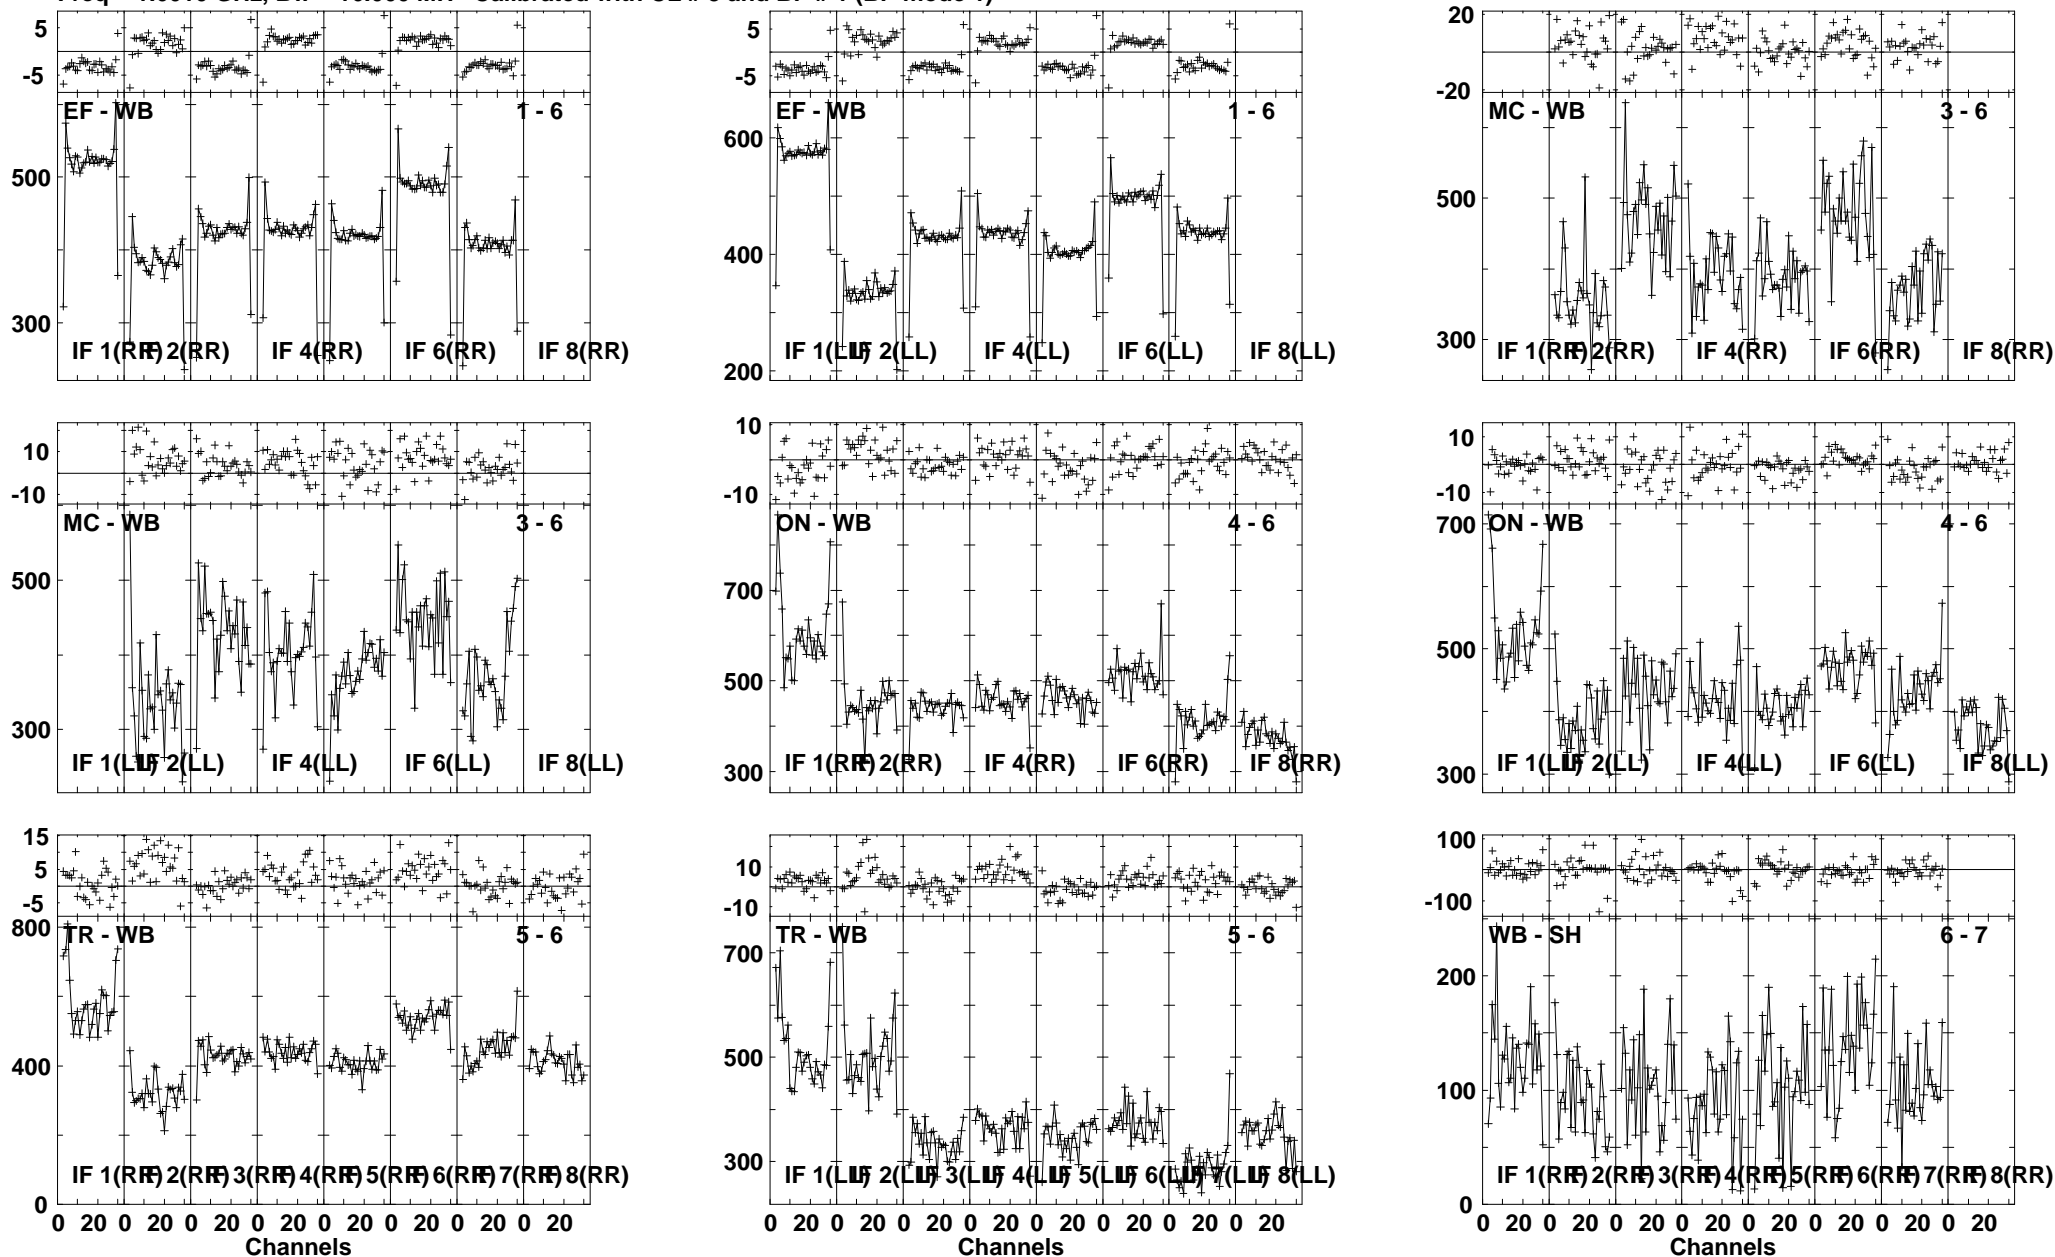 Freq GHz, MH Calibrated with CL # and BP # 1 (BP mode 1)
5
-5
EF - WB 1 - 6
500
300
IF 1(RR) IF 2(RR) IF 4(RR) IF 6(RR) IF 8(RR)
5
-5
EF - WB 1 - 6
600
400
200
IF 1(LL) IF 2(LL) IF 4(LL) IF 6(LL) IF 8(LL)
20
0
-20
MC - WB 3 - 6
500
300
IF 1(RR) IF 2(RR) IF 4(RR) IF 6(RR) IF 8(RR)
10
-10
MC - WB 3 - 6
500
300
IF 1(LL) IF 2(LL) IF 4(LL) IF 6(LL) IF 8(LL)
10
0
-10
ON - WB 4 - 6
700
500
300
IF 1(RR) IF 2(RR) IF 4(RR) IF 6(RR) IF 8(RR)
10
0
-10
ON - WB 4 - 6
700
500
300
IF 1(LL) IF 2(LL) IF 4(LL) IF 6(LL) IF 8(LL)
15
5
-5
TR - WB 5 - 6
800
400
0
IF 1(RR) IF 2(RR) IF 3(RR) IF 4(RR) IF 5(RR) IF 6(RR) IF 7(RR) IF 8(RR)
0 20 0 20 0 20 0 20 0 20 0 20 0 20 0 20
Channels
10
-10
TR - WB 5 - 6
700
500
300
IF 1(LL) IF 2(LL) IF 3(LL) IF 4(LL) IF 5(LL) IF 6(LL) IF 7(LL) IF 8(LL)
0 20 0 20 0 20 0 20 0 20 0 20 0 20 0 20
Channels
100
-100
WB - SH 6 - 7
200
100
0
IF 1(RR) IF 2(RR) IF 3(RR) IF 4(RR) IF 5(RR) IF 6(RR) IF 7(RR) IF 8(RR)
0 20 0 20 0 20 0 20 0 20 0 20 0 20 0 20
Channels